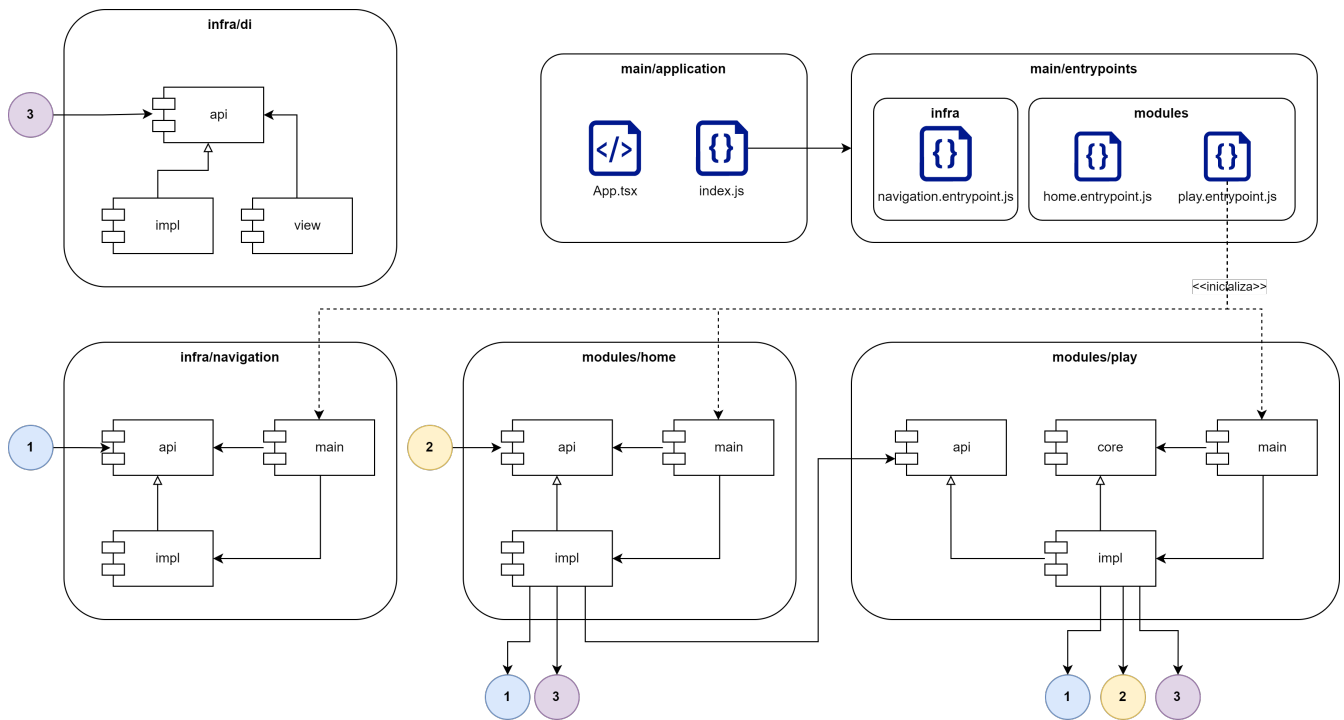 infra/di
3
api
impl
view
main/application
</>
App.tsx
{}
index.js
main/entrypoints
infra
{}
navigation.entrypoint.js
modules
{}
home.entrypoint.js
{}
play.entrypoint.js
<<inicializa>>
infra/navigation
1
api
main
impl
modules/home
2
api
main
impl
1
3
modules/play
api
core
main
impl
1
2
3